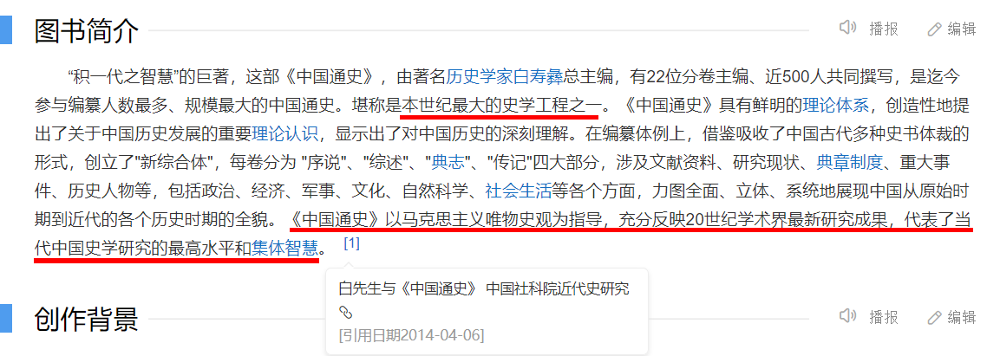 图书简介
播报
编辑
“积一代之智慧”的巨著，这部《中国通史》，由著名历史学家白寿彝总主编，有22位分卷主编、近500人共同撰写，是迄今
参与编纂人数最多、规模最大的中国通史。堪称是本世纪最大的史学工程之一。《中国通史》具有鲜明的理论体系，创造性地提
出了关于中国历史发展的重要理论认识，显示出了对中国历史的深刻理解。在编纂体例上，借鉴吸收了中国古代多种史书体裁的
形式，创立了"新综合体"，每卷分为 "序说"、"综述"、"典志"、"传记"四大部分，涉及文献资料、研究现状、典章制度、重大事
件、历史人物等，包括政治、经济、军事、文化、自然科学、社会生活等各个方面，力图全面、立体、系统地展现中国从原始时
期到近代的各个历史时期的全貌。《中国通史》以马克思主义唯物史观为指导，充分反映20世纪学术界最新研究成果，代表了当
代中国史学研究的最高水平和集体智慧。 [1]
白先生与《中国通史》 中国社科院近代史研究
[引用日期2014-04-06]
创作背景
播报
编辑